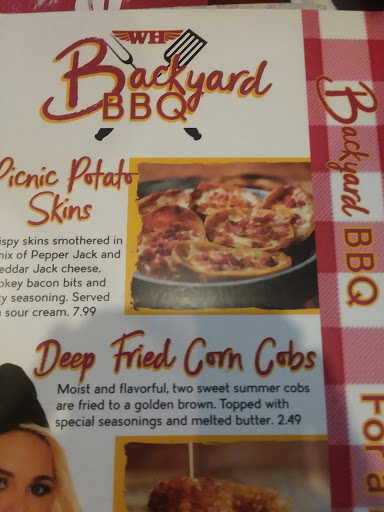 WH
Backyard
BBQ
Picnic Potato
Skins
ispy skins smothered in
mix of Pepper Jack and
eddar Jack cheese,
okey bacon bits and
ty seasoning. Served
sour cream. 7.99
Deep Fried Corn Cobs
Moist and flavorful, two sweet summer cobs
are fried to a golden brown. Topped with
special seasonings and melted butter. 2.49
Backyard BBQ
For a